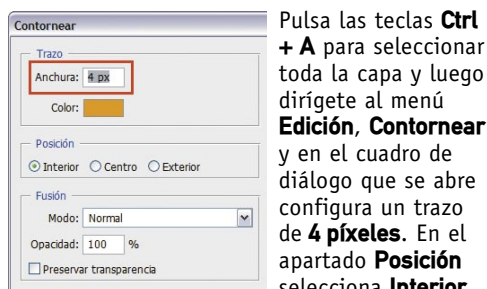 Contornear
Trazo
Anchura: 4 px
Color:
Posición
Interior Centro Exterior
Fusión
Modo: Normal
Opacidad: 100 %
Preservar transparencia
Pulsa las teclas Ctrl
+ A para seleccionar
toda la capa y luego
dirígete al menú
Edición, Contornear
y en el cuadro de
diálogo que se abre
configura un trazo
de 4 píxeles. En el
apartado Posición
selecciona Interior